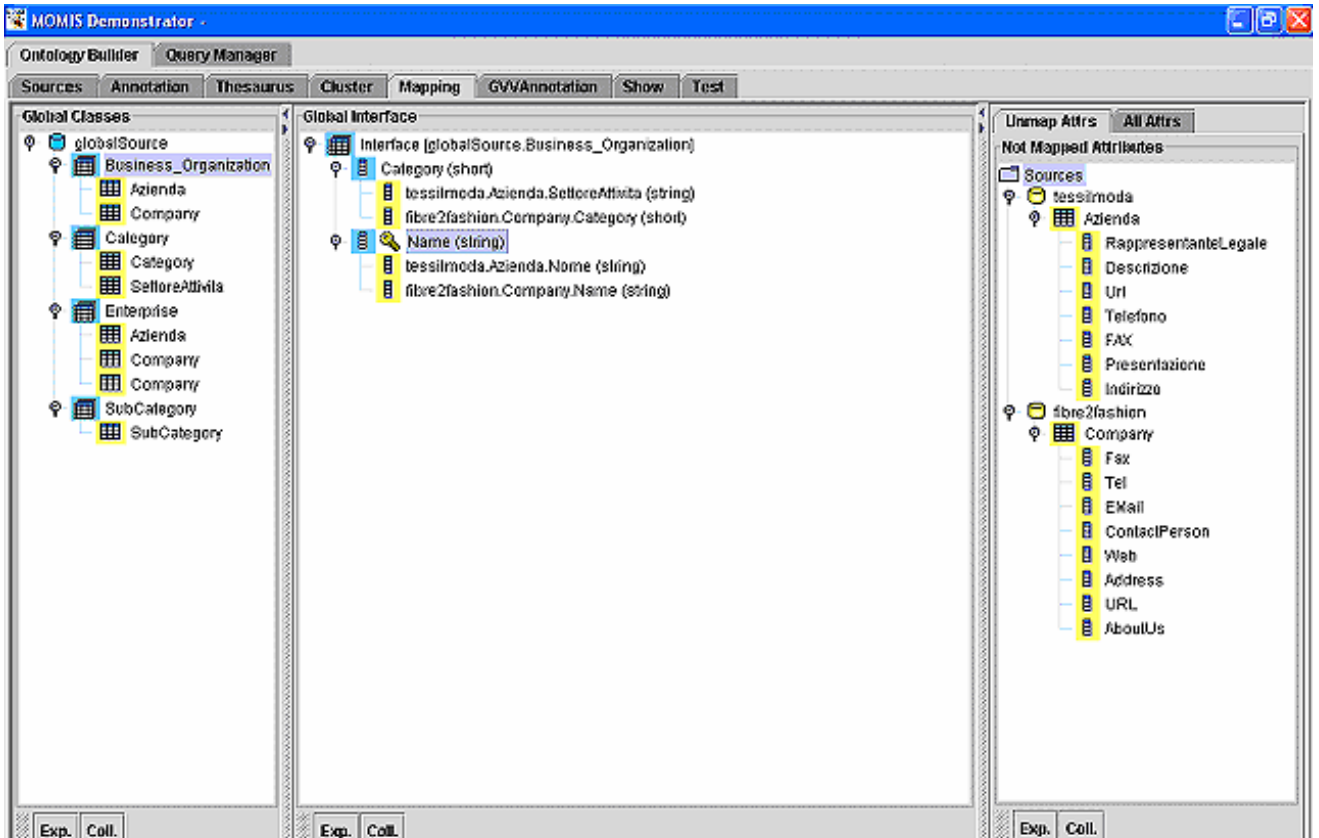 MOMIS Demonstrator -
Ontology Builder Query Manager
Sources Annotation Thesaurus Cluster Mapping GVVAnnotation Show Test
Global Classes
globalSource
Business_Organization
Azienda
Company
Category
Category
SettoreAttivita
Enterprise
Azienda
Company
Company
SubCategory
SubCategory
Exp. Coll.
Global Interface
Interface [globalSource.Business_Organization]
Category (short)
tessilmoda.Azienda.SettoreAttivita (string)
fibre2fashion.Company.Category (short)
Name (string)
tessilmoda.Azienda.Nome (string)
fibre2fashion.Company.Name (string)
Exp. Coll.
Unmap Attrs All Attrs
Not Mapped Attributes
Sources
tessilmoda
Azienda
RappresentanteLegale
Descrizione
Url
Telefono
FAX
Presentazione
Indirizzo
fibre2fashion
Company
Fax
Tel
EMail
ContactPerson
Web
Address
URL
AboutUs
Exp. Coll.